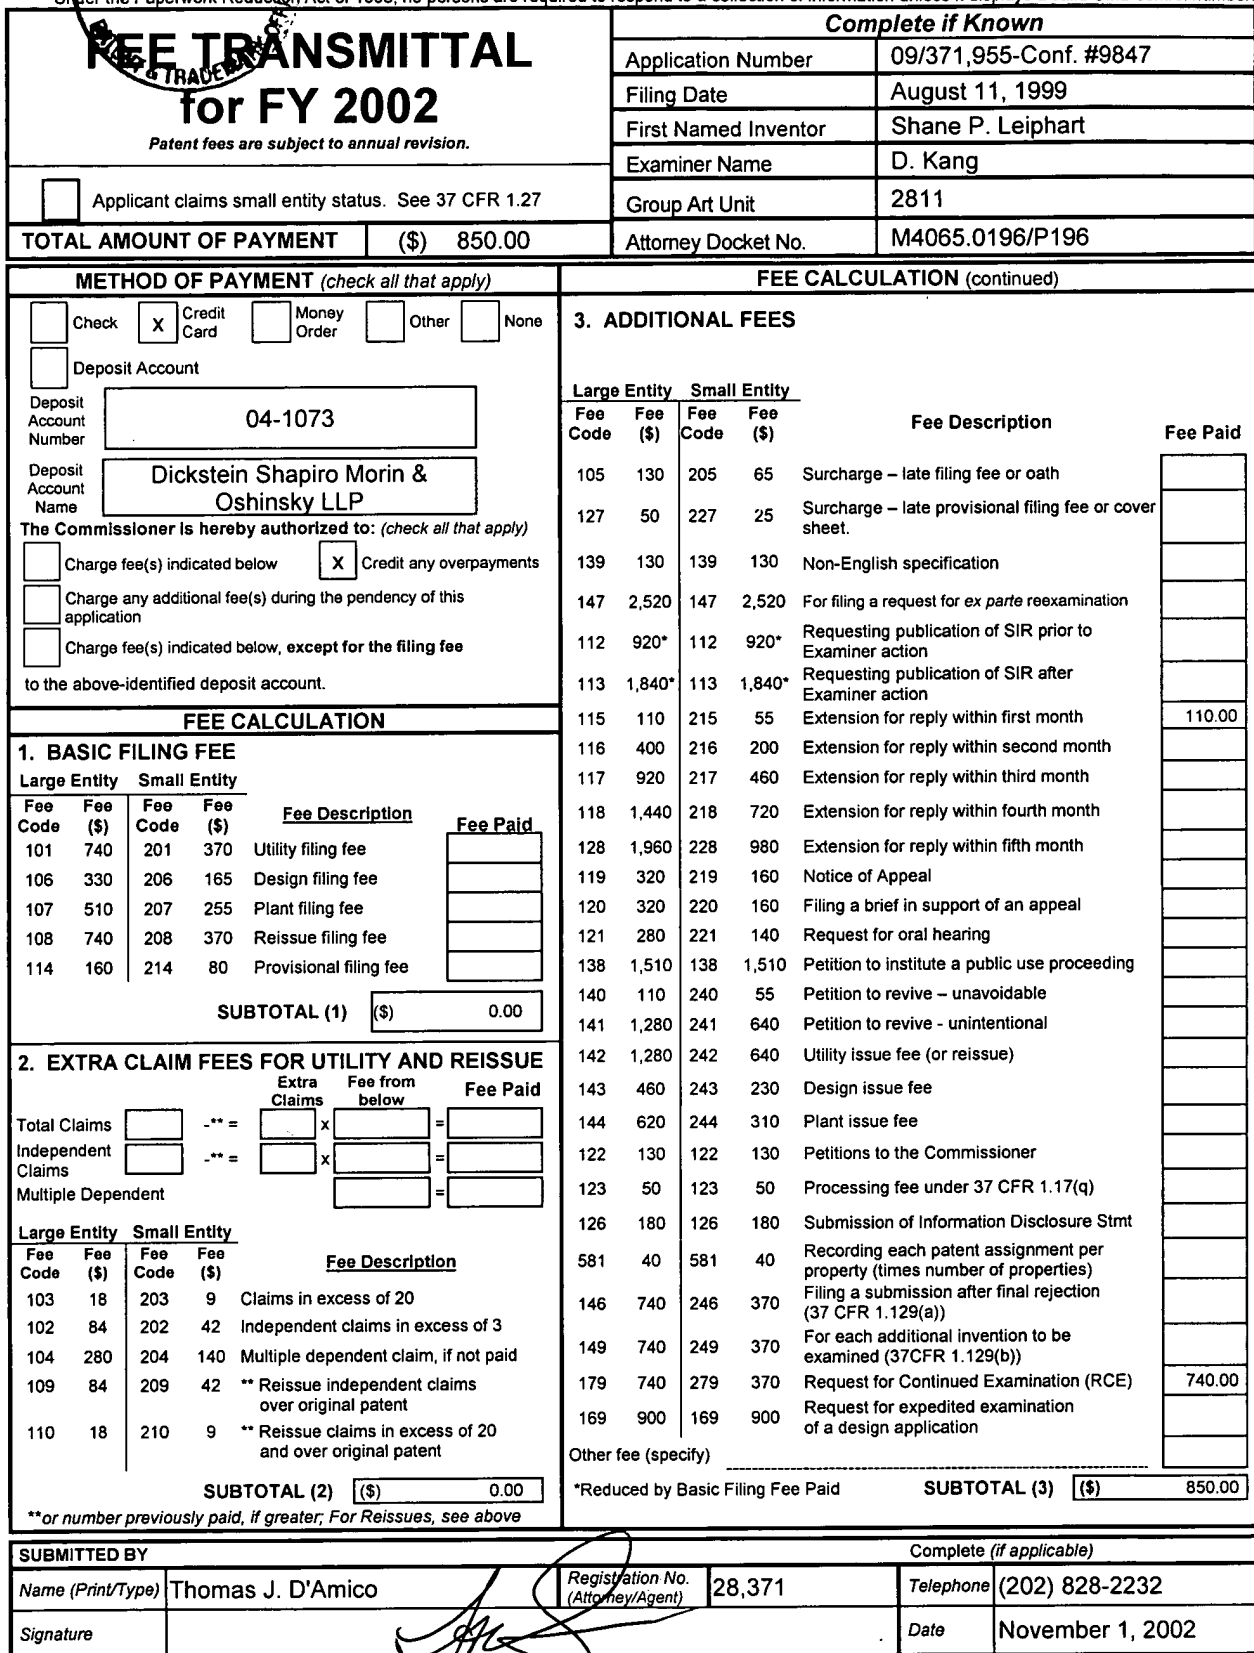 FEE TRANSMITTAL
for FY 2002
Patent fees are subject to annual revision.
Applicant claims small entity status. See 37 CFR 1.27
TOTAL AMOUNT OF PAYMENT ($) 850.00
Complete if Known
Application Number 09/371,955-Conf. #9847
Filing Date August 11, 1999
First Named Inventor Shane P. Leiphart
Examiner Name D. Kang
Group Art Unit 2811
Attorney Docket No. M4065.0196/P196
METHOD OF PAYMENT (check all that apply)
Check X Credit Card Money Order Other None
Deposit Account
Deposit Account Number 04-1073
Deposit Account Name Dickstein Shapiro Morin & Oshinsky LLP
The Commissioner is hereby authorized to: (check all that apply)
Charge fee(s) indicated below X Credit any overpayments
Charge any additional fee(s) during the pendency of this application
Charge fee(s) indicated below, except for the filing fee
to the above-identified deposit account.
FEE CALCULATION
1. BASIC FILING FEE
Large Entity Small Entity
Fee Code Fee ($) Fee Code Fee ($) Fee Description Fee Paid
101 740 201 370 Utility filing fee
106 330 206 165 Design filing fee
107 510 207 255 Plant filing fee
108 740 208 370 Reissue filing fee
114 160 214 80 Provisional filing fee
SUBTOTAL (1) ($) 0.00
2. EXTRA CLAIM FEES FOR UTILITY AND REISSUE
Extra Claims Fee from below Fee Paid
Total Claims -** = x =
Independent Claims -** = x =
Multiple Dependent =
Large Entity Small Entity
Fee Code Fee ($) Fee Code Fee ($) Fee Description
103 18 203 9 Claims in excess of 20
102 84 202 42 Independent claims in excess of 3
104 280 204 140 Multiple dependent claim, if not paid
109 84 209 42 ** Reissue independent claims over original patent
110 18 210 9 ** Reissue claims in excess of 20 and over original patent
SUBTOTAL (2) ($) 0.00
**or number previously paid, if greater; For Reissues, see above
FEE CALCULATION (continued)
3. ADDITIONAL FEES
Large Entity Small Entity
Fee Code Fee ($) Fee Code Fee ($) Fee Description Fee Paid
105 130 205 65 Surcharge – late filing fee or oath
127 50 227 25 Surcharge – late provisional filing fee or cover sheet.
139 130 139 130 Non-English specification
147 2,520 147 2,520 For filing a request for ex parte reexamination
112 920* 112 920* Requesting publication of SIR prior to Examiner action
113 1,840* 113 1,840* Requesting publication of SIR after Examiner action
115 110 215 55 Extension for reply within first month 110.00
116 400 216 200 Extension for reply within second month
117 920 217 460 Extension for reply within third month
118 1,440 218 720 Extension for reply within fourth month
128 1,960 228 980 Extension for reply within fifth month
119 320 219 160 Notice of Appeal
120 320 220 160 Filing a brief in support of an appeal
121 280 221 140 Request for oral hearing
138 1,510 138 1,510 Petition to institute a public use proceeding
140 110 240 55 Petition to revive – unavoidable
141 1,280 241 640 Petition to revive - unintentional
142 1,280 242 640 Utility issue fee (or reissue)
143 460 243 230 Design issue fee
144 620 244 310 Plant issue fee
122 130 122 130 Petitions to the Commissioner
123 50 123 50 Processing fee under 37 CFR 1.17(q)
126 180 126 180 Submission of Information Disclosure Stmt
581 40 581 40 Recording each patent assignment per property (times number of properties)
146 740 246 370 Filing a submission after final rejection (37 CFR 1.129(a))
149 740 249 370 For each additional invention to be examined (37CFR 1.129(b))
179 740 279 370 Request for Continued Examination (RCE) 740.00
169 900 169 900 Request for expedited examination of a design application
Other fee (specify)
*Reduced by Basic Filing Fee Paid SUBTOTAL (3) ($) 850.00
SUBMITTED BY Complete (if applicable)
Name (Print/Type) Thomas J. D'Amico Registration No. (Attorney/Agent) 28,371 Telephone (202) 828-2232
Signature Date November 1, 2002